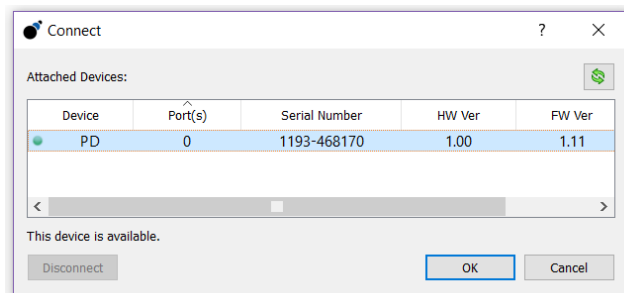 Connect
Attached Devices:
Device Port(s) Serial Number HW Ver FW Ver
PD 0 1193-468170 1.00 1.11
This device is available.
Disconnect OK Cancel